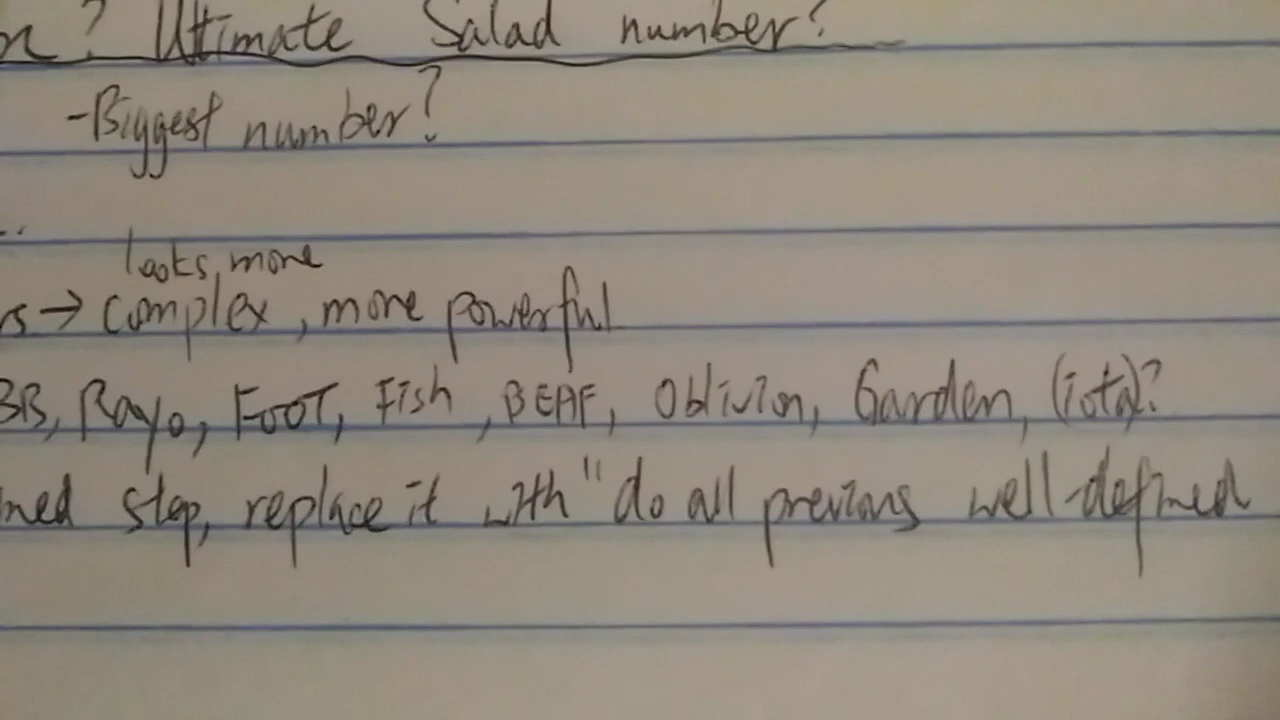 n? Ultimate Salad number?
-Biggest number?
looks more
rs → complex, more powerful
BB, Rayo, FOOT, Fish, BEAF, Oblivion, Garden, (iota)?
ned step, replace it with "do all previous well-defined